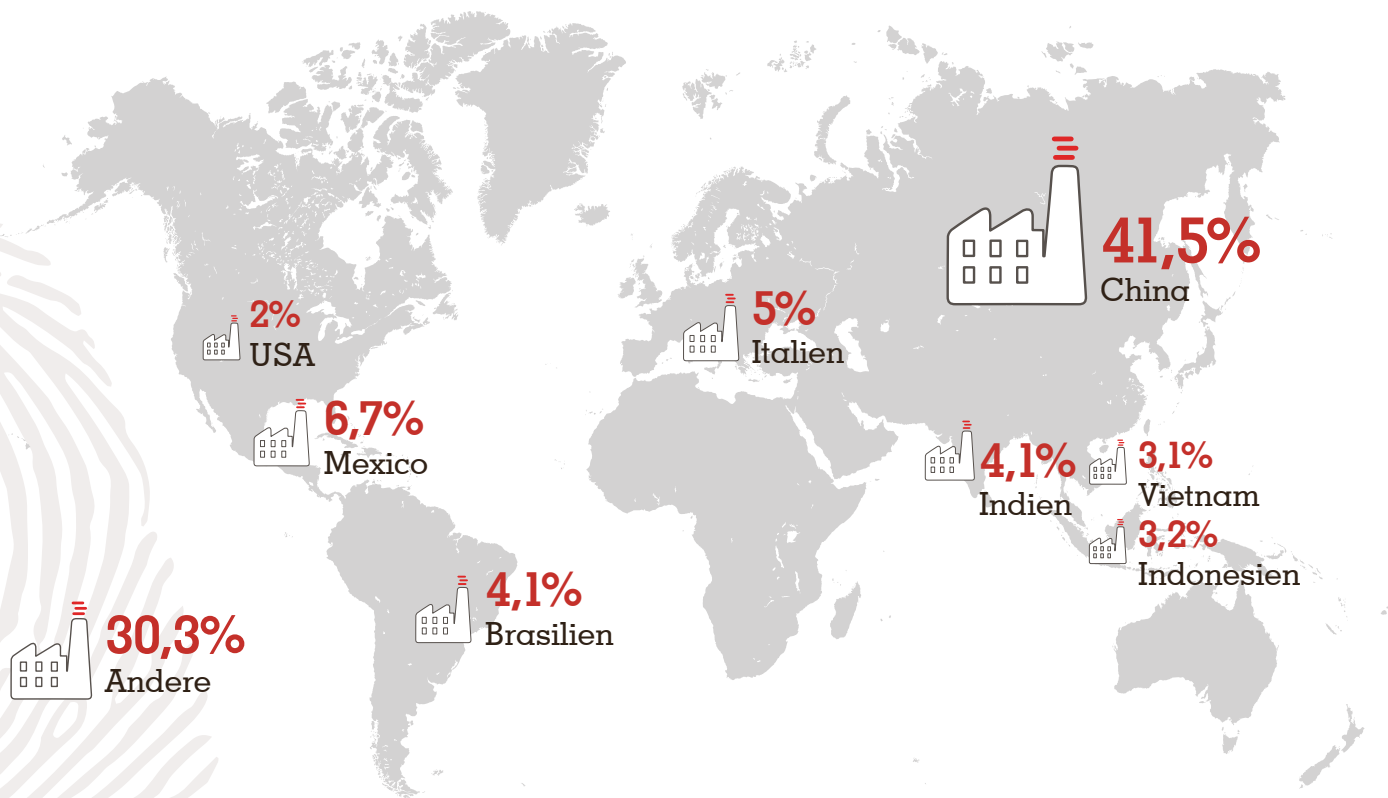 41,5%
China
2%
USA
5%
Italien
6,7%
Mexico
4,1%
Indien
3,1%
Vietnam
3,2%
Indonesien
4,1%
Brasilien
30,3%
Andere